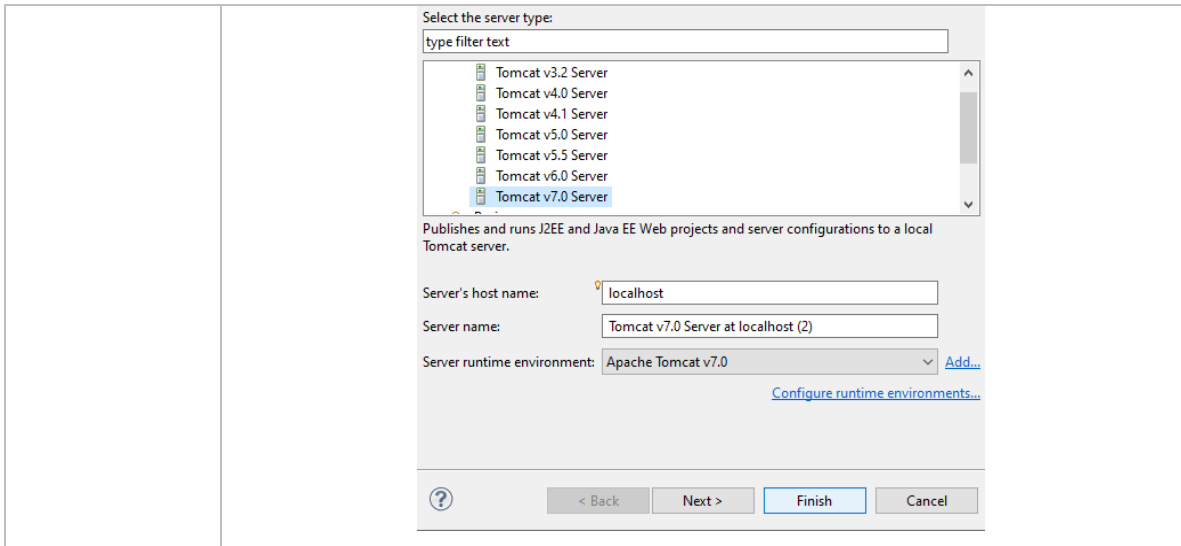 Select the server type:
type filter text
Tomcat v3.2 Server
Tomcat v4.0 Server
Tomcat v4.1 Server
Tomcat v5.0 Server
Tomcat v5.5 Server
Tomcat v6.0 Server
Tomcat v7.0 Server
Publishes and runs J2EE and Java EE Web projects and server configurations to a local
Tomcat server.
Server's host name: localhost
Server name: Tomcat v7.0 Server at localhost (2)
Server runtime environment: Apache Tomcat v7.0 Add...
Configure runtime environments...
? < Back Next > Finish Cancel